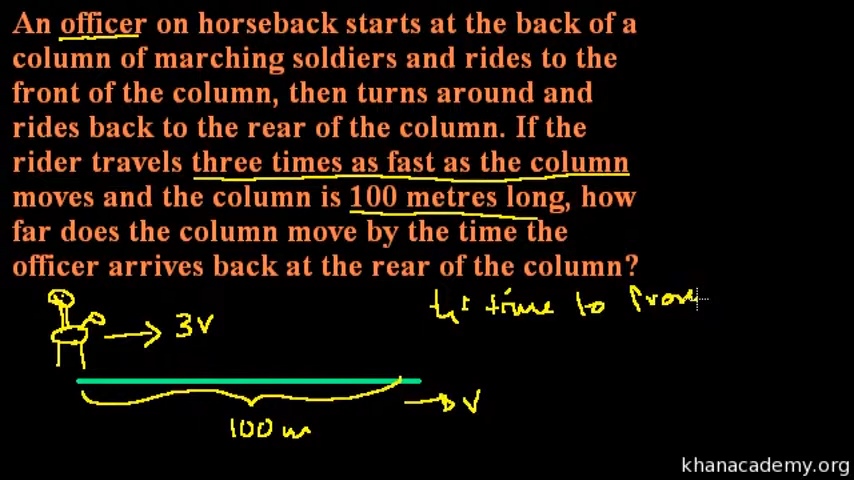 An officer on horseback starts at the back of a
column of marching soldiers and rides to the
front of the column, then turns around and
rides back to the rear of the column. If the
rider travels three times as fast as the column
moves and the column is 100 metres long, how
far does the column move by the time the
officer arrives back at the rear of the column?
t₁: time to fron
3V
V
100 m
khanacademy.org